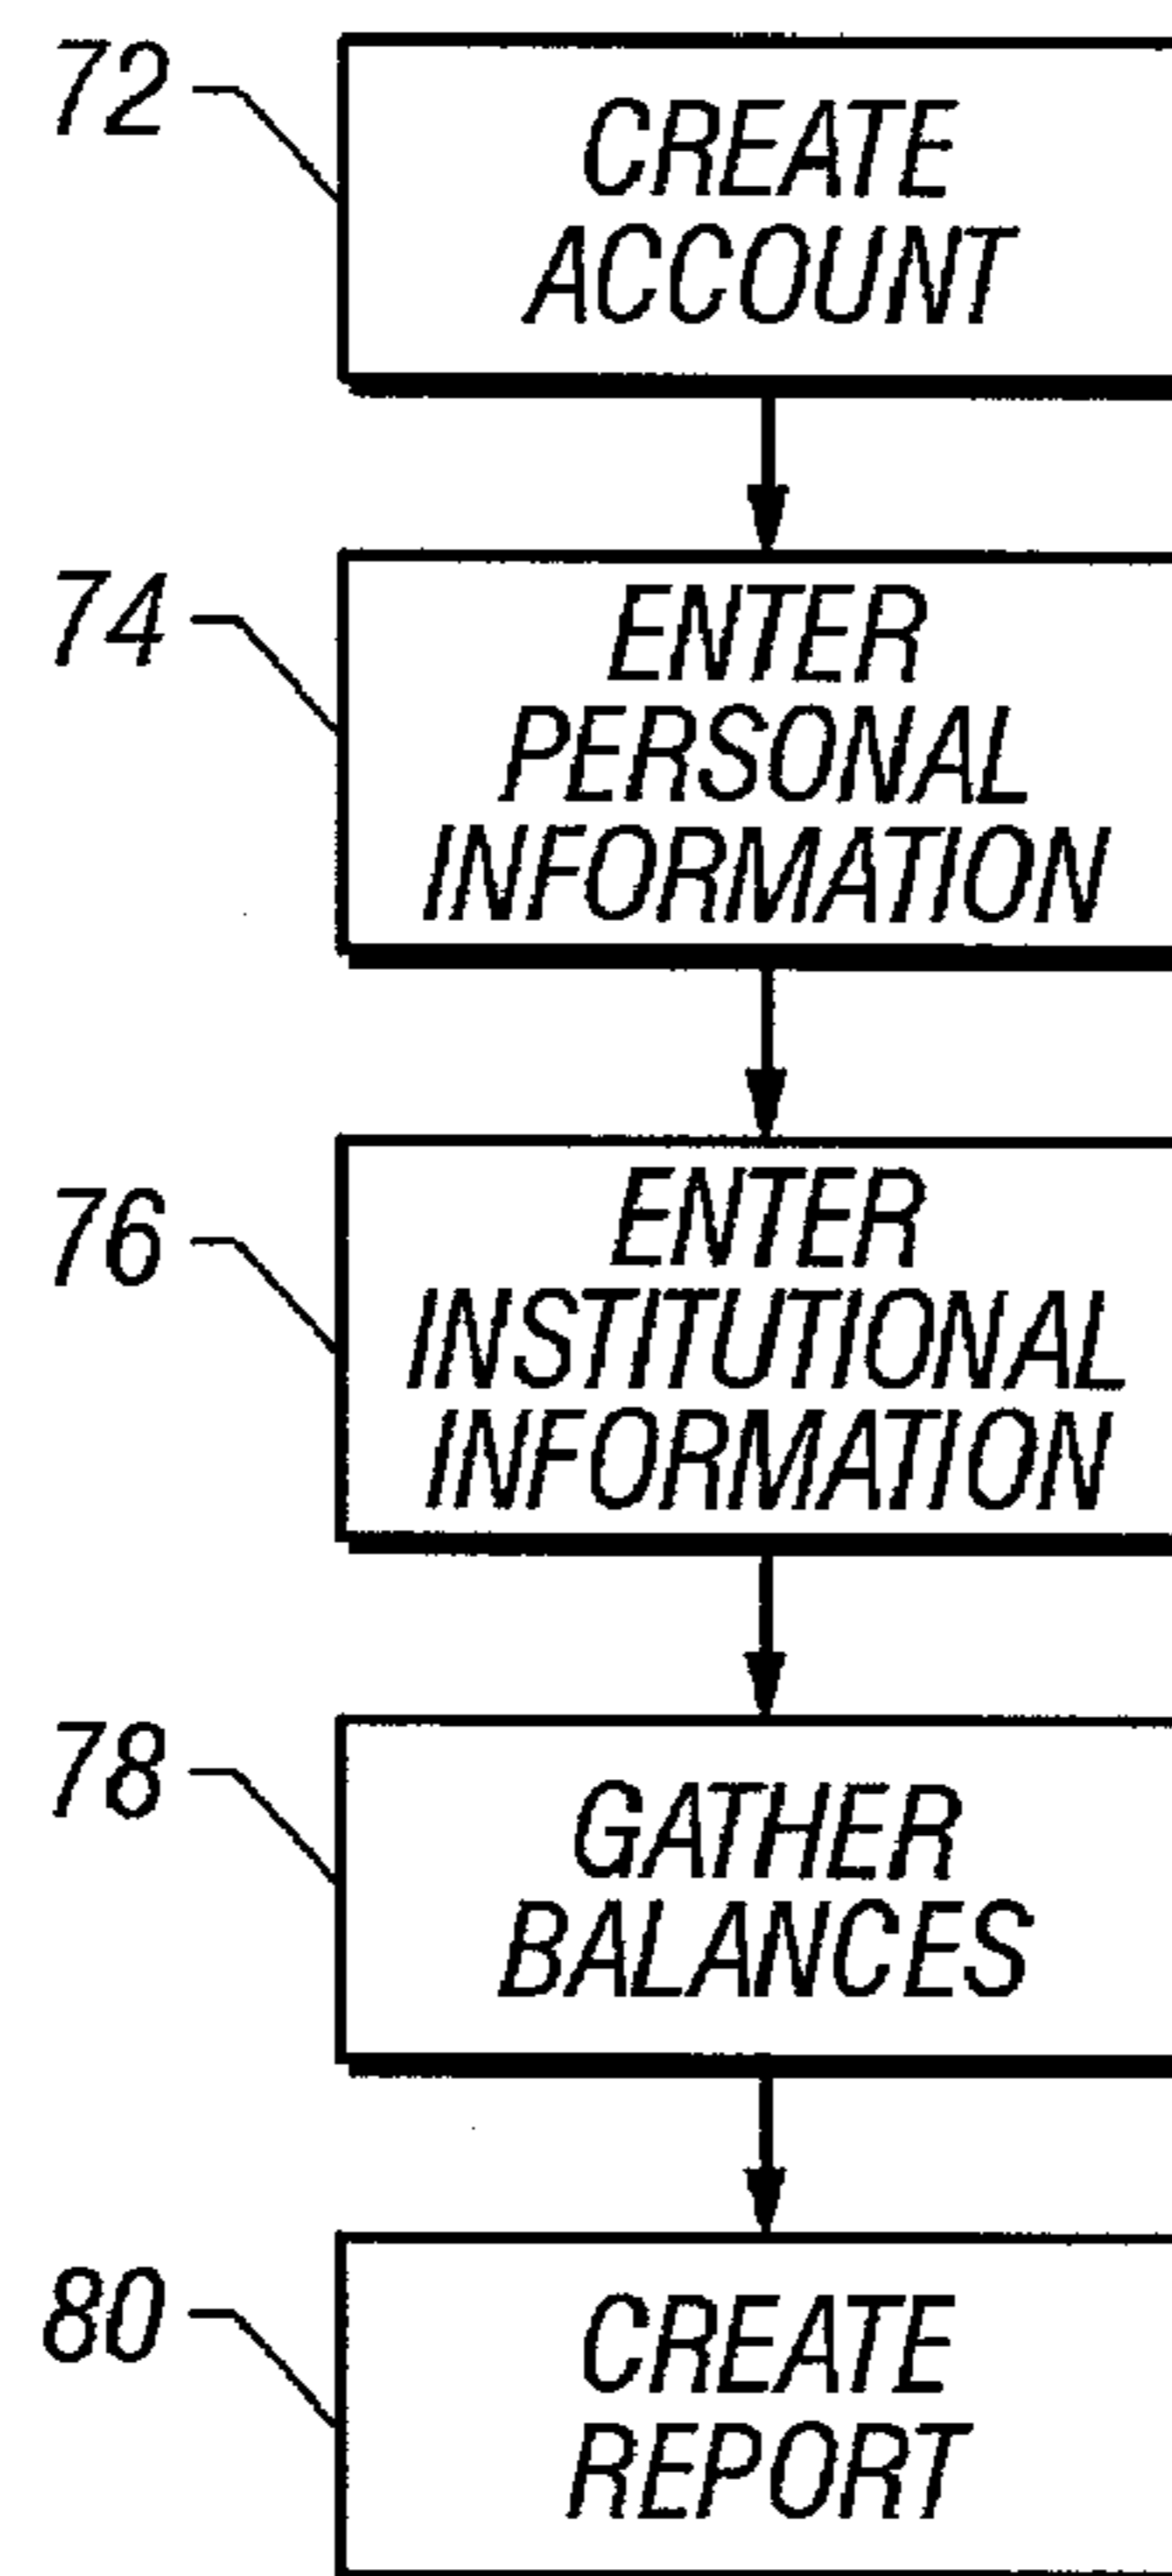 72
CREATE
ACCOUNT
74
ENTER
PERSONAL
INFORMATION
76
ENTER
INSTITUTIONAL
INFORMATION
78
GATHER
BALANCES
80
CREATE
REPORT